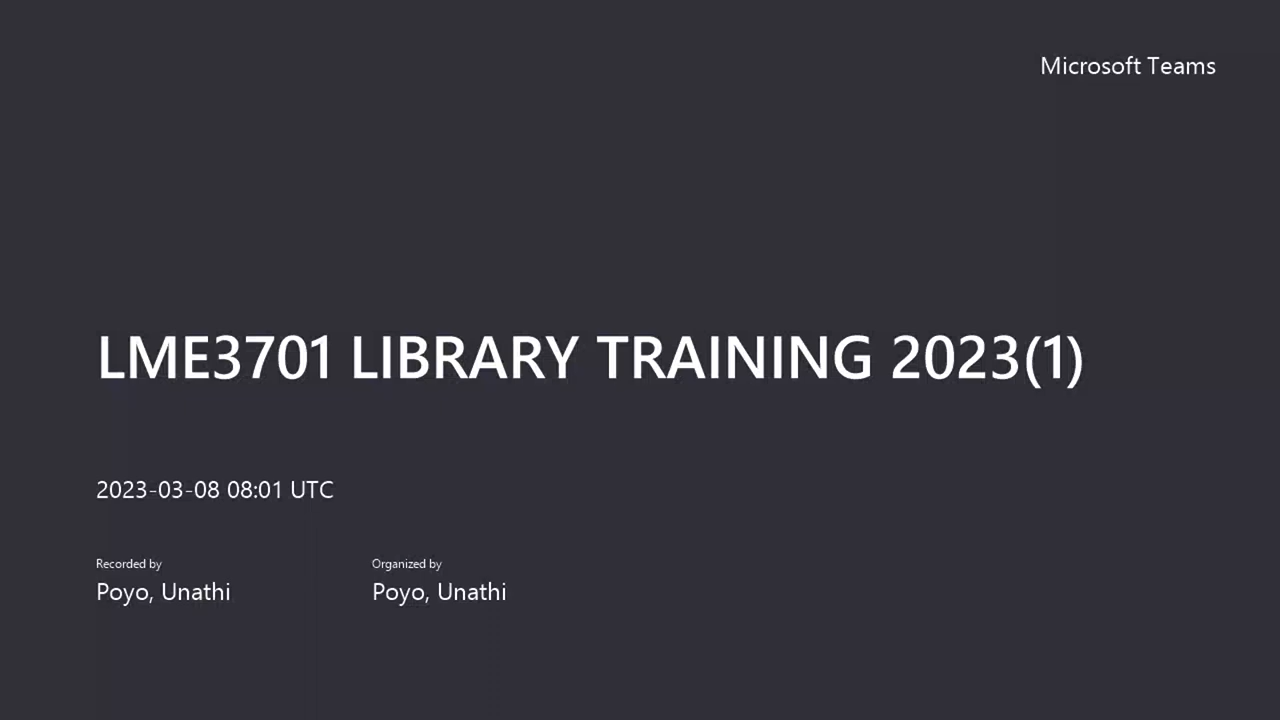 Microsoft Teams
LME3701 LIBRARY TRAINING 2023(1)
2023-03-08 08:01 UTC
Recorded by
Poyo, Unathi
Organized by
Poyo, Unathi